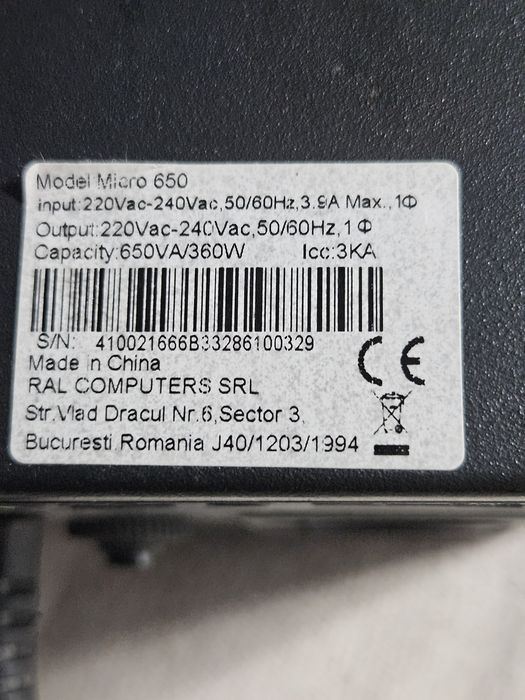 Model Micro 650
Input:220Vac-240Vac,50/60Hz,3.9A Max.,1Φ
Output:220Vac-240Vac,50/60Hz,1Φ
Capacity:650VA/360W Icc:3KA
S/N: 410021666B33286100329
Made in China
RAL COMPUTERS SRL
Str.Vlad Dracul Nr.6,Sector 3,
Bucuresti,Romania J40/1203/1994
CE